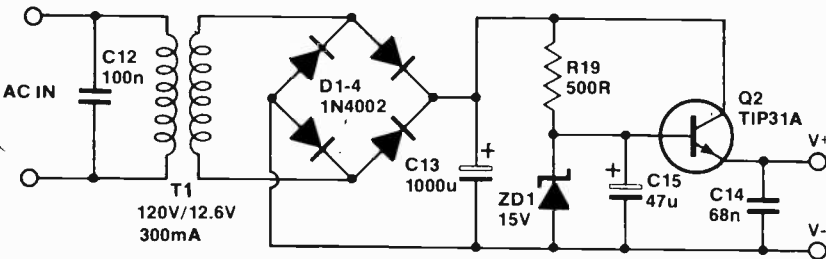 C12
100n
AC IN
T1
120V/12.6V
300mA
D1-4
1N4002
C13
1000u
+
R19
500R
ZD1
15V
+
C15
47u
Q2
TIP31A
C14
68n
V+
V-